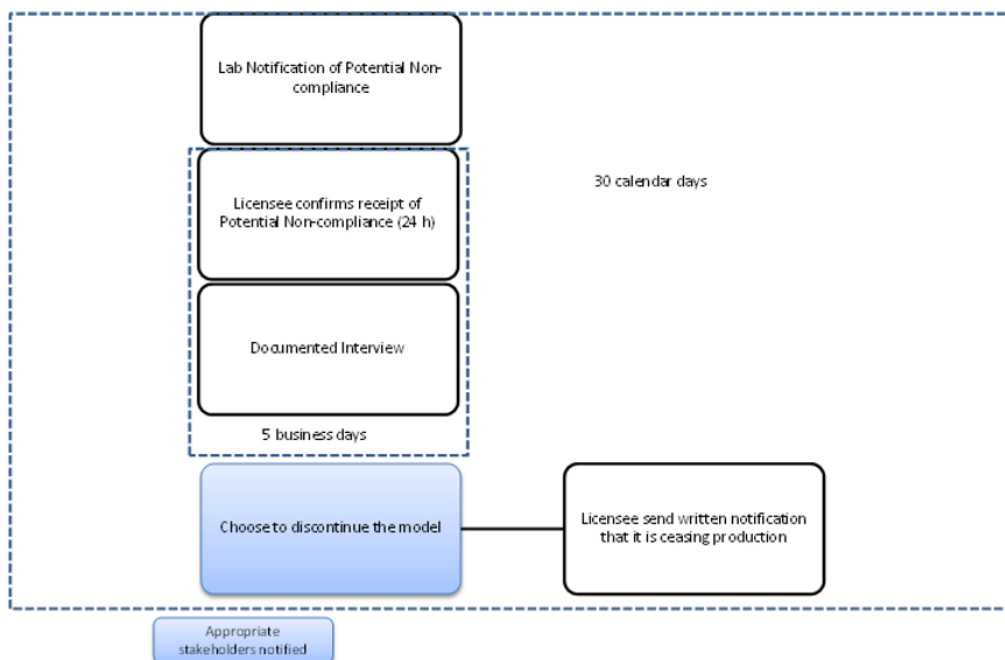 Lab Notification of Potential Non-
compliance
30 calendar days
Licensee confirms receipt of
Potential Non-compliance (24 h)
Documented Interview
5 business days
Choose to discontinue the model
Licensee send written notification
that it is ceasing production
Appropriate
stakeholders notified